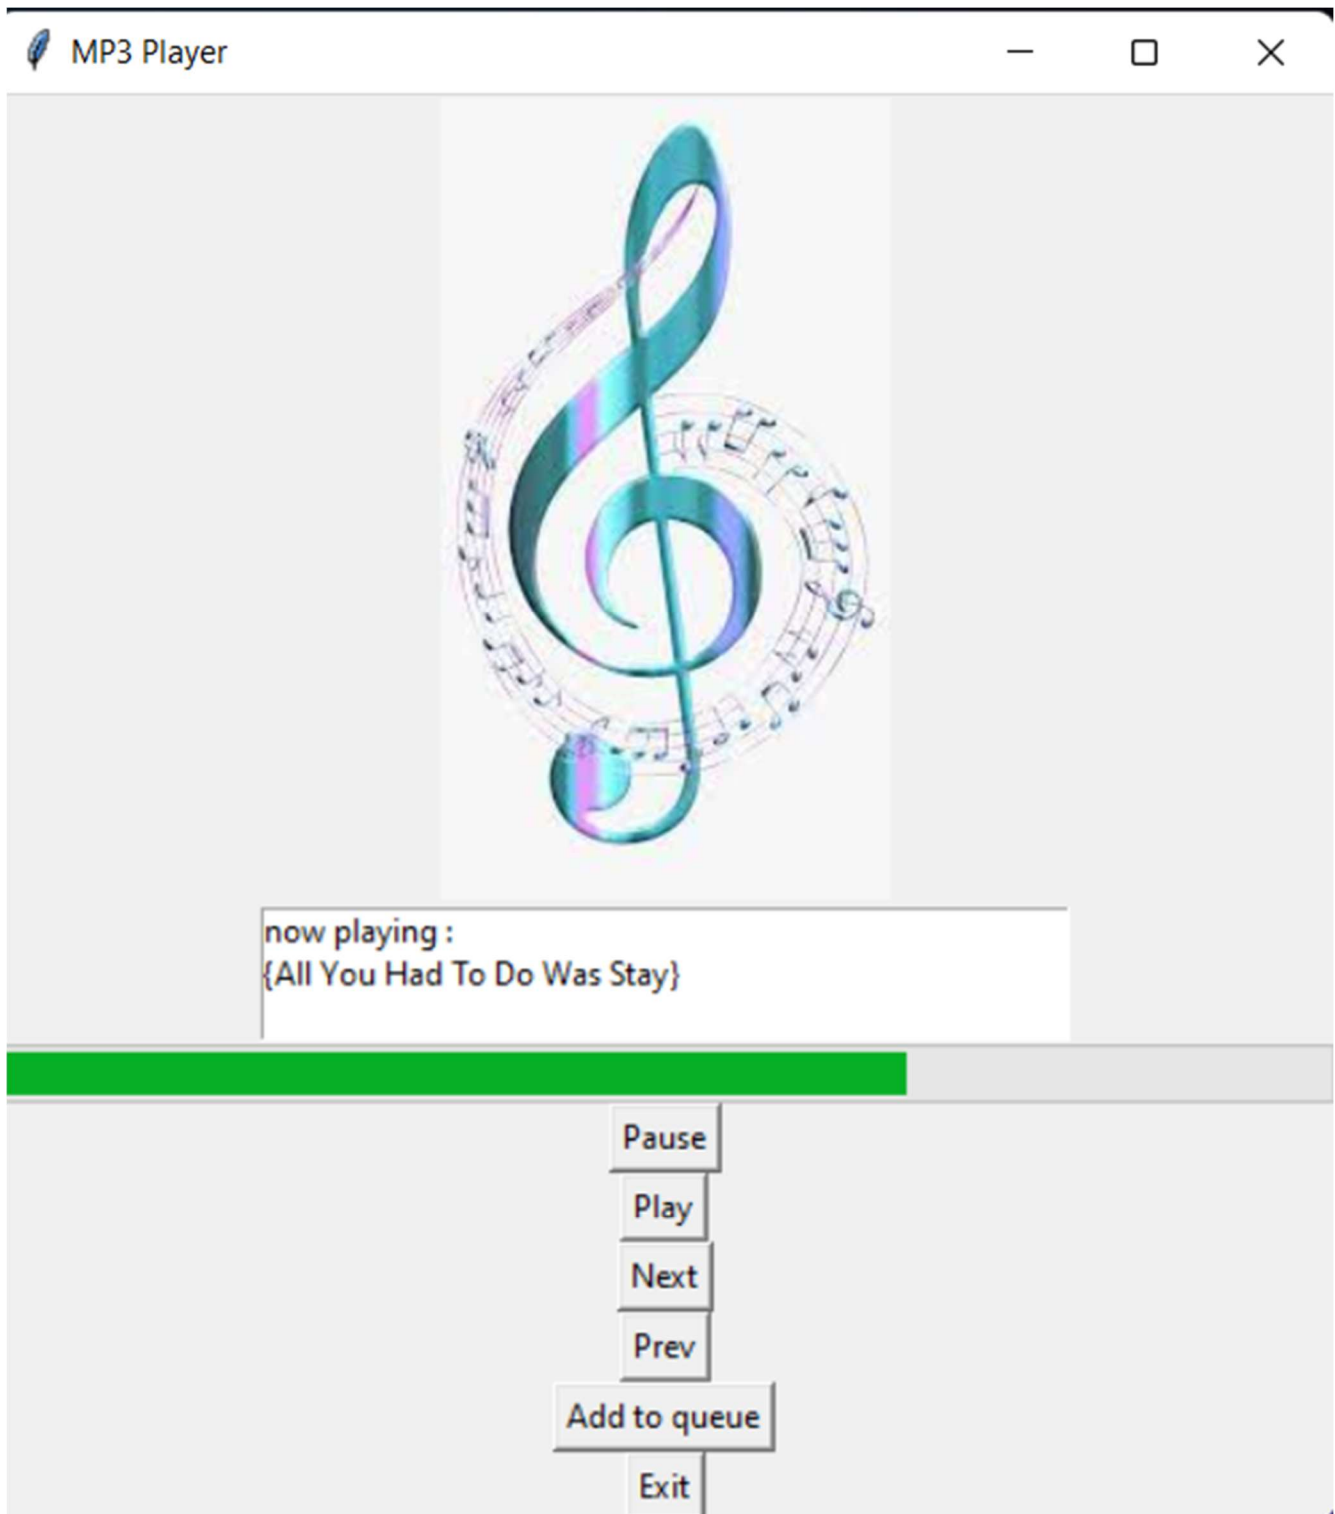 MP3 Player
now playing :
{All You Had To Do Was Stay}
Pause
Play
Next
Prev
Add to queue
Exit